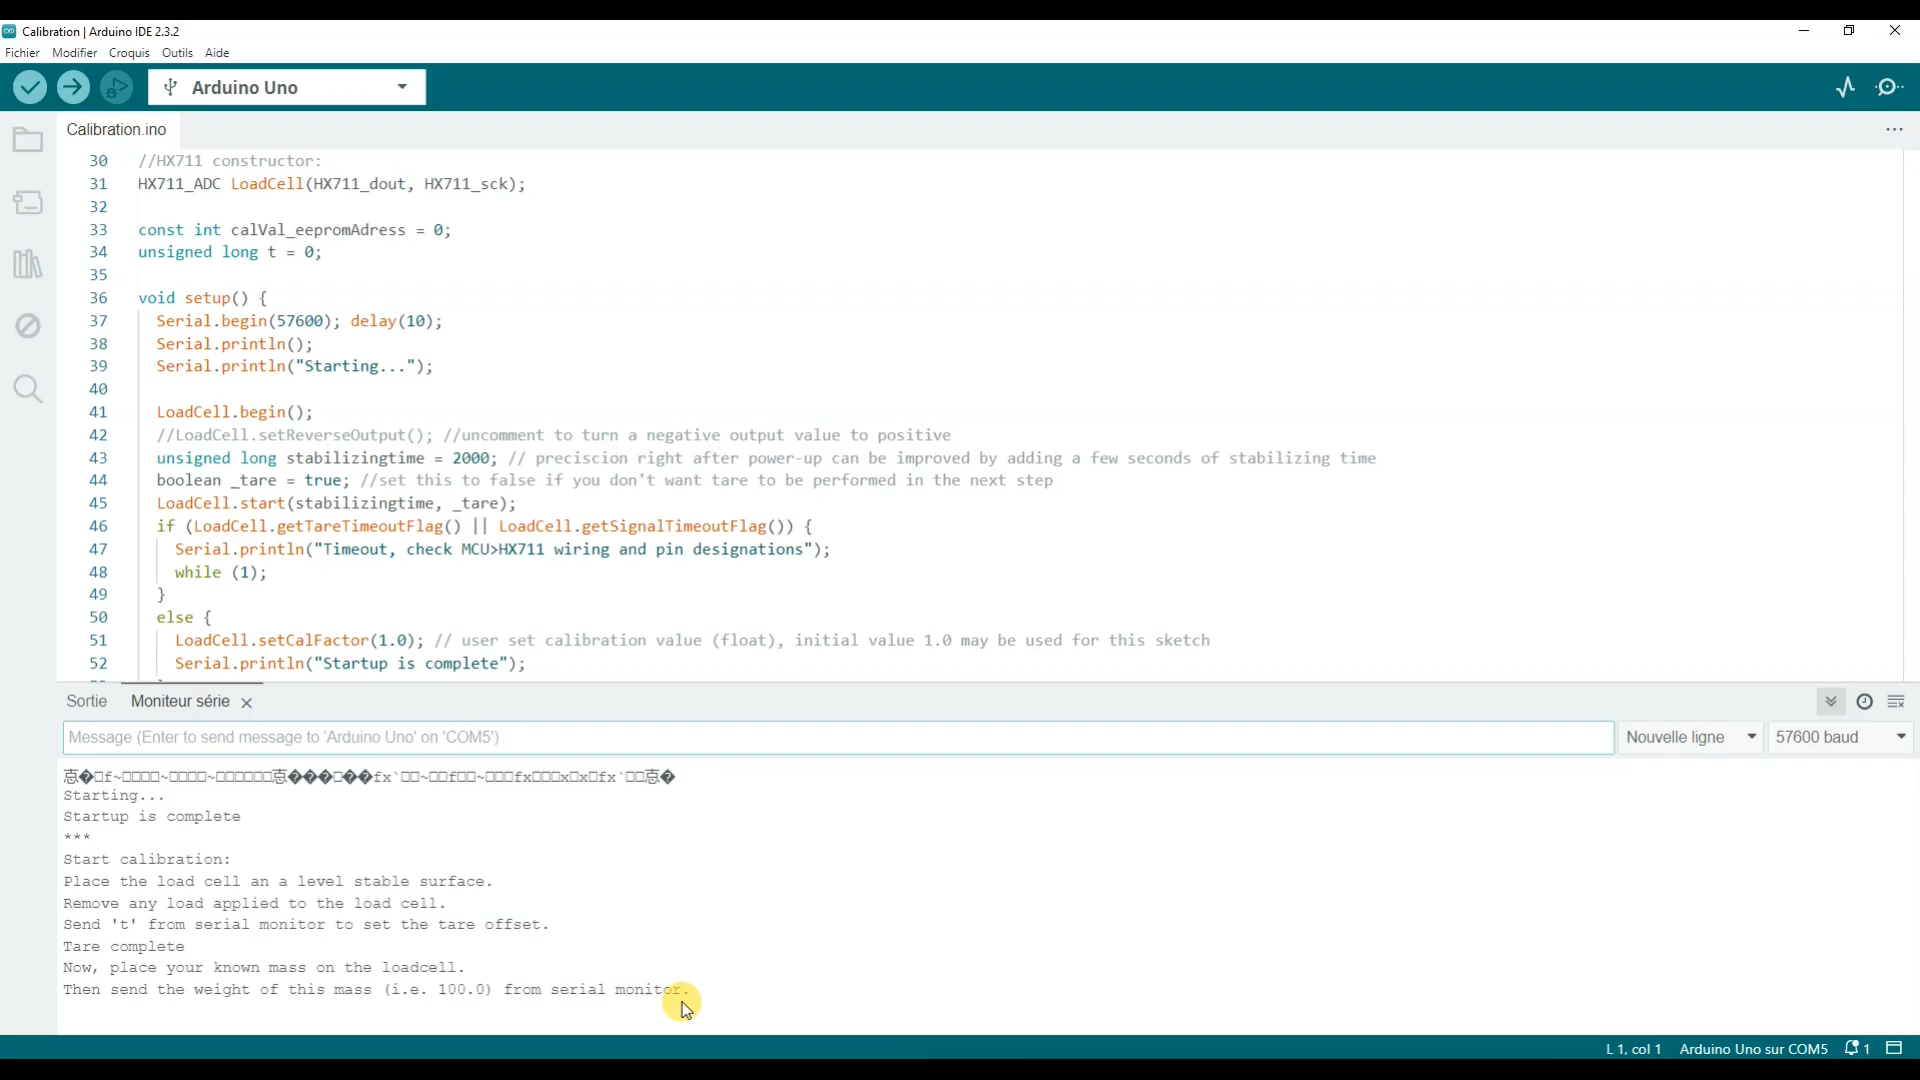 Calibration | Arduino IDE 2.3.2
Fichier Modifier Croquis Outils Aide
Arduino Uno
Calibration.ino
30 //HX711 constructor:
31 HX711_ADC LoadCell(HX711_dout, HX711_sck);
32
33 const int calVal_eepromAdress = 0;
34 unsigned long t = 0;
35
36 void setup() {
37 Serial.begin(57600); delay(10);
38 Serial.println();
39 Serial.println("Starting...");
40
41 LoadCell.begin();
42 //LoadCell.setReverseOutput(); //uncomment to turn a negative output value to positive
43 unsigned long stabilizingtime = 2000; // preciscion right after power-up can be improved by adding a few seconds of stabilizing time
44 boolean _tare = true; //set this to false if you don't want tare to be performed in the next step
45 LoadCell.start(stabilizingtime, _tare);
46 if (LoadCell.getTareTimeoutFlag() || LoadCell.getSignalTimeoutFlag()) {
47 Serial.println("Timeout, check MCU>HX711 wiring and pin designations");
48 while (1);
49 }
50 else {
51 LoadCell.setCalFactor(1.0); // user set calibration value (float), initial value 1.0 may be used for this sketch
52 Serial.println("Startup is complete");
Sortie Moniteur série
Message (Enter to send message to 'Arduino Uno' on 'COM5')
Nouvelle ligne 57600 baud
Starting...
Startup is complete
***
Start calibration:
Place the load cell an a level stable surface.
Remove any load applied to the load cell.
Send 't' from serial monitor to set the tare offset.
Tare complete
Now, place your known mass on the loadcell.
Then send the weight of this mass (i.e. 100.0) from serial monitor.
L 1, col 1 Arduino Uno sur COM5 1